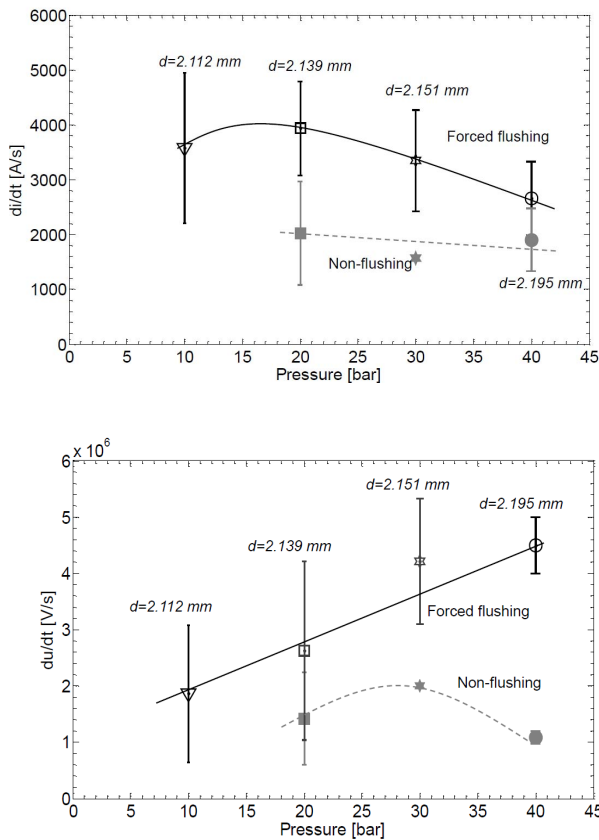 6000
5000
4000
3000
2000
1000
0
di/dt [A/s]
d=2.112 mm
d=2.139 mm
d=2.151 mm
Forced flushing
Non-flushing
d=2.195 mm
0 5 10 15 20 25 30 35 40 45
Pressure [bar]
x 10^6
6
5
4
3
2
1
0
du/dt [V/s]
d=2.151 mm
d=2.195 mm
d=2.139 mm
d=2.112 mm
Forced flushing
Non-flushing
0 5 10 15 20 25 30 35 40 45
Pressure [bar]